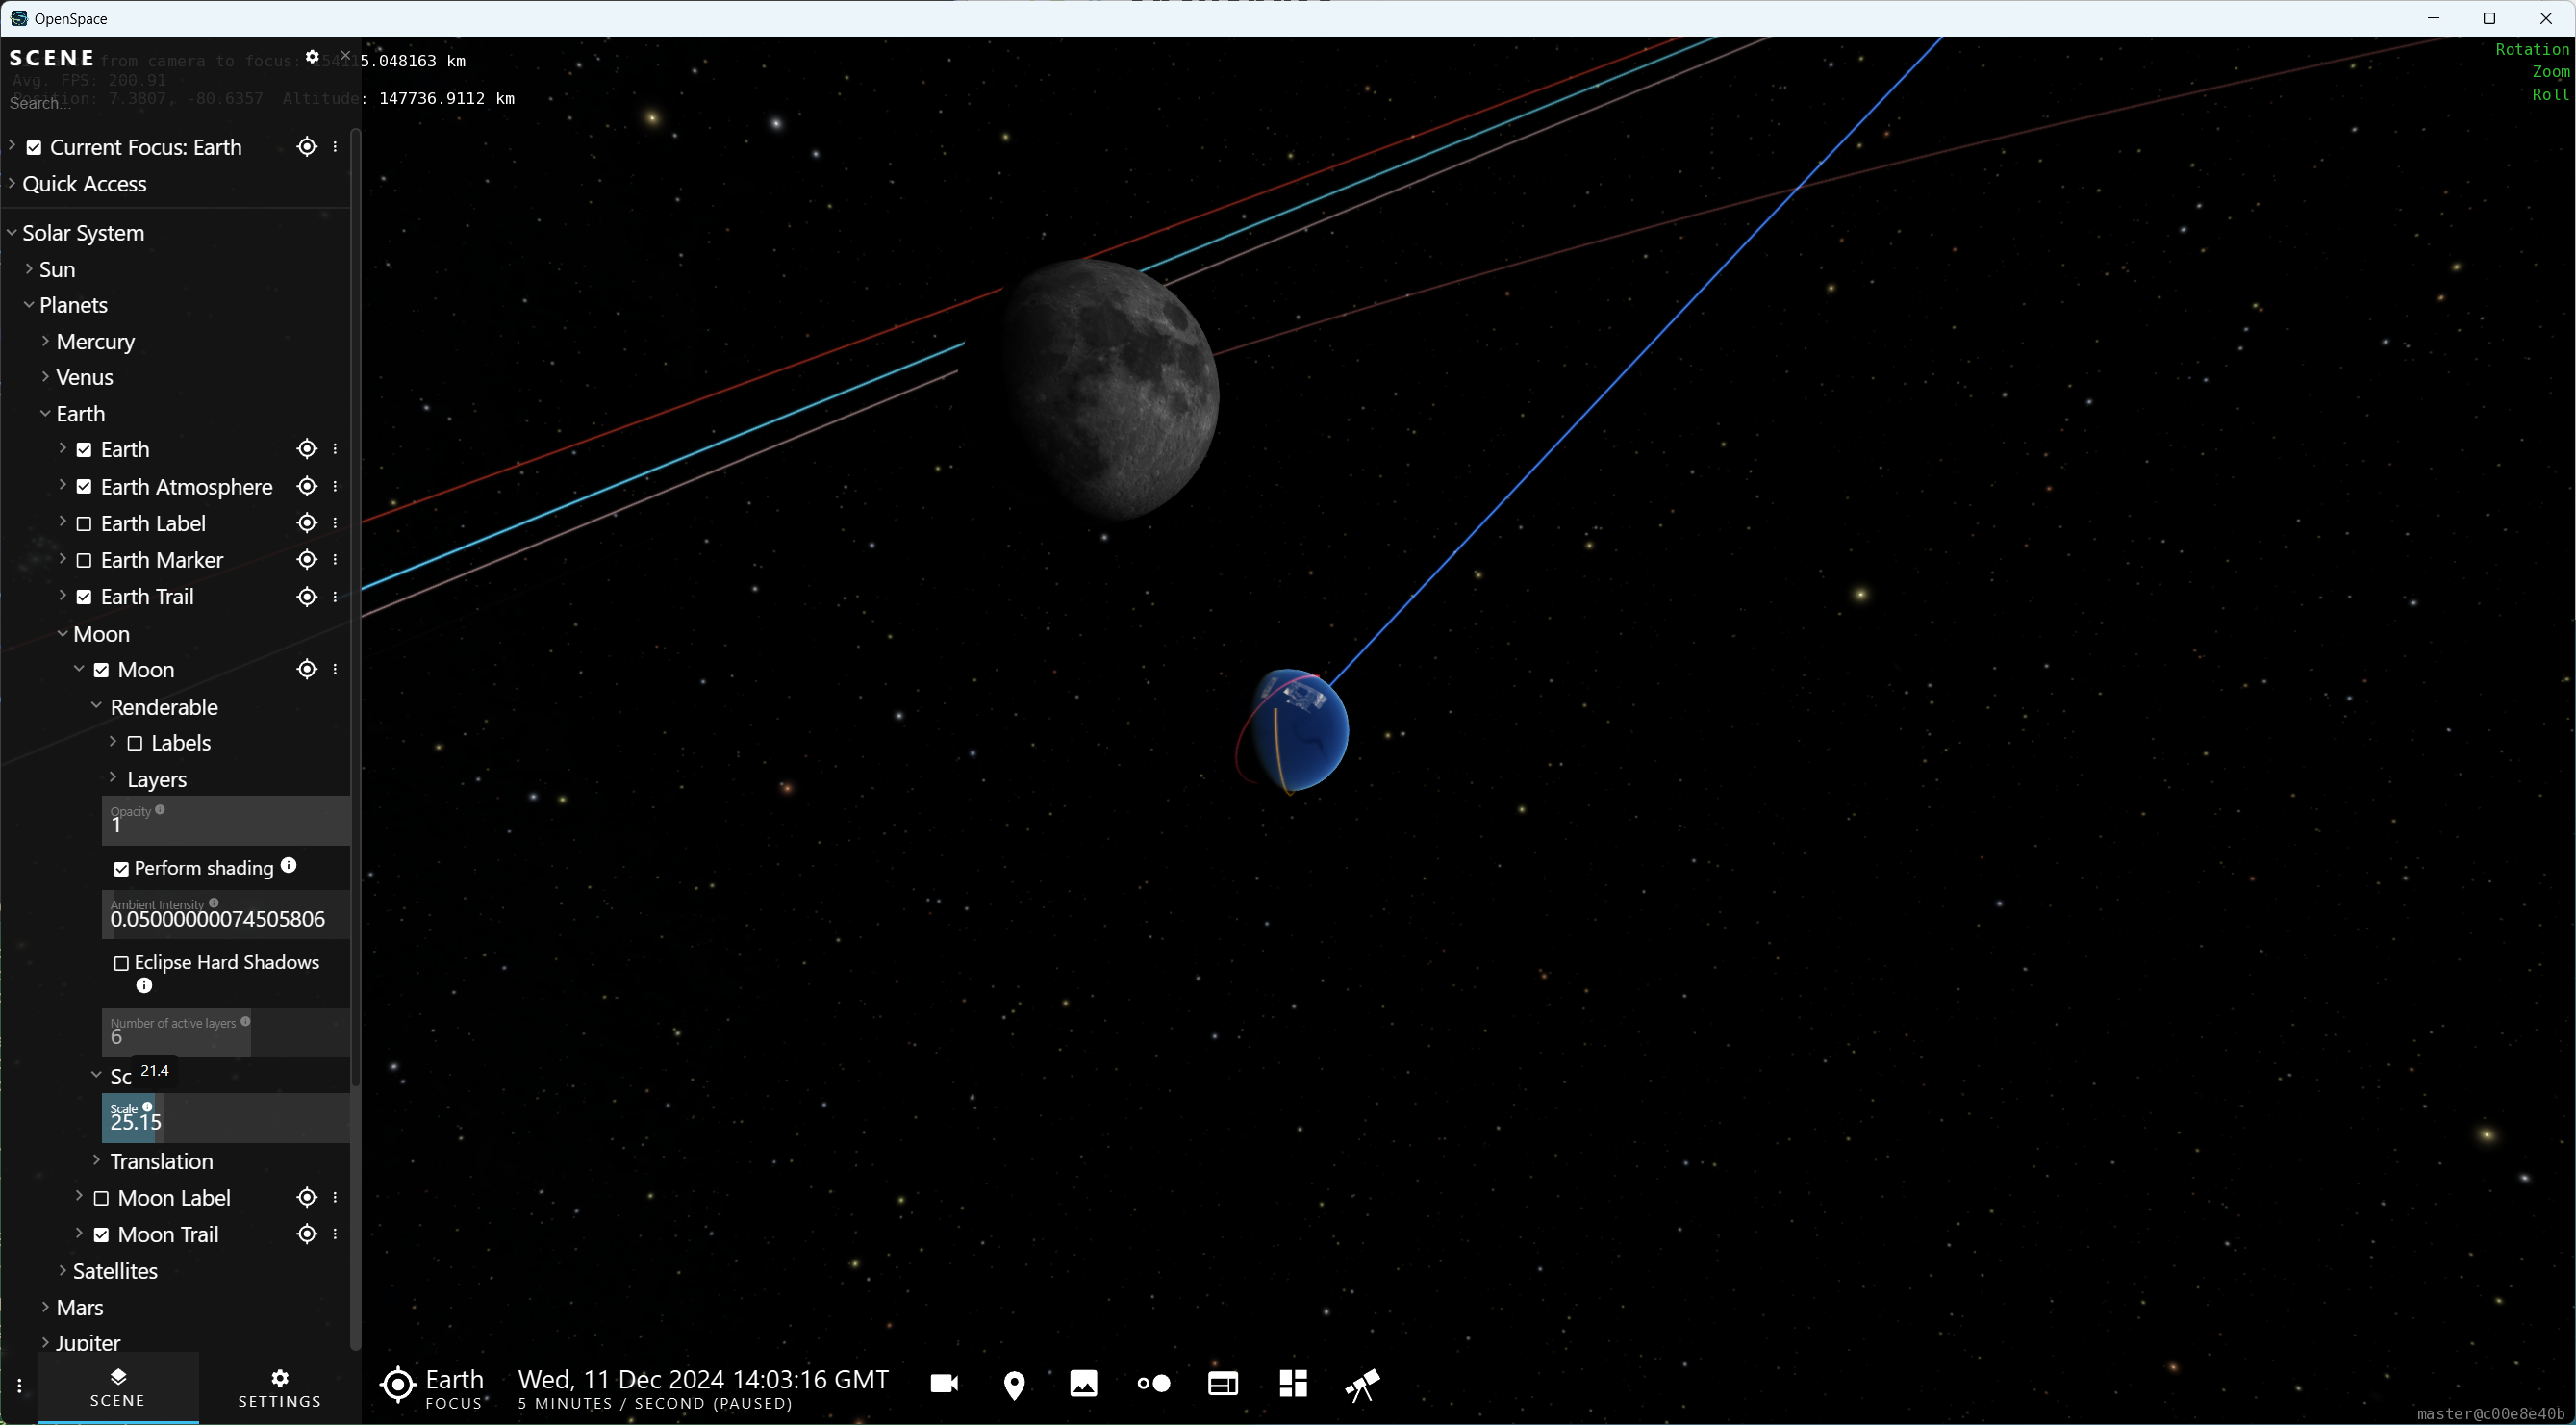 OpenSpace
SCENE
from camera to focus: 154115.048163 km
Avg. FPS: 200.91
Position: 7.3807, -80.6357 Altitude: 147736.9112 km
Search...
Rotation
Zoom
Roll
Current Focus: Earth
Quick Access
Solar System
Sun
Planets
Mercury
Venus
Earth
Earth
Earth Atmosphere
Earth Label
Earth Marker
Earth Trail
Moon
Moon
Renderable
Labels
Layers
Opacity
1
Perform shading
Ambient Intensity
0.05000000074505806
Eclipse Hard Shadows
Number of active layers
6
Sc
21.4
Scale
25.15
Translation
Moon Label
Moon Trail
Satellites
Mars
Jupiter
SCENE
SETTINGS
Earth
FOCUS
Wed, 11 Dec 2024 14:03:16 GMT
5 MINUTES / SECOND (PAUSED)
master@c00e8e40b